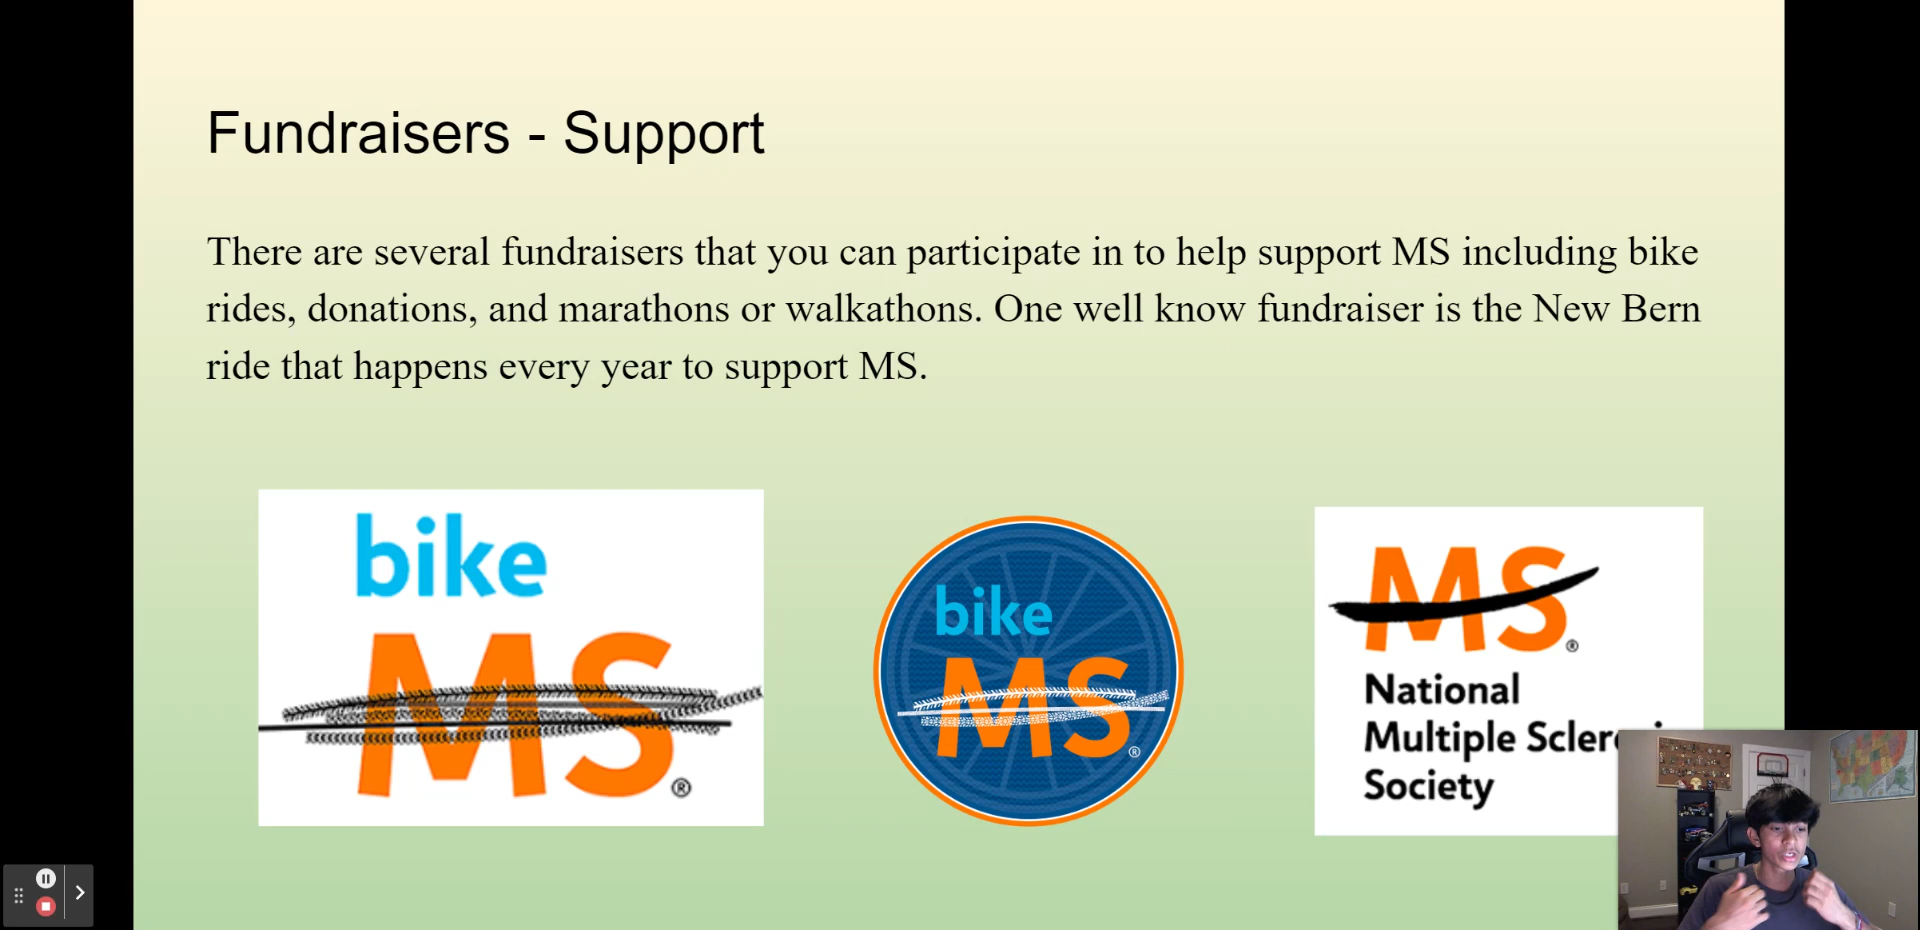 Fundraisers - Support
There are several fundraisers that you can participate in to help support MS including bike
rides, donations, and marathons or walkathons. One well know fundraiser is the New Bern
ride that happens every year to support MS.
bike
MS®
bike
MS®
MS®
National
Multiple Scler
Society